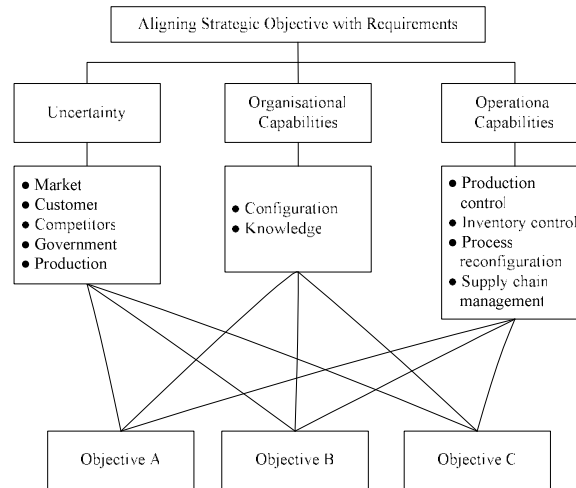 Aligning Strategic Objective with Requirements
Uncertainty
Organisational
Capabilities
Operationa
Capabilities
● Market
● Customer
● Competitors
● Government
● Production
● Configuration
● Knowledge
● Production
control
● Inventory control
● Process
reconfiguration
● Supply chain
management
Objective A
Objective B
Objective C